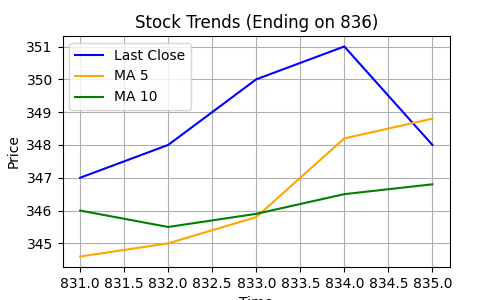 Stock Trends (Ending on 836)
Last Close
MA 5
MA 10
Price
351
350
349
348
347
346
345
831.0 831.5 832.0 832.5 833.0 833.5 834.0 834.5 835.0
Time